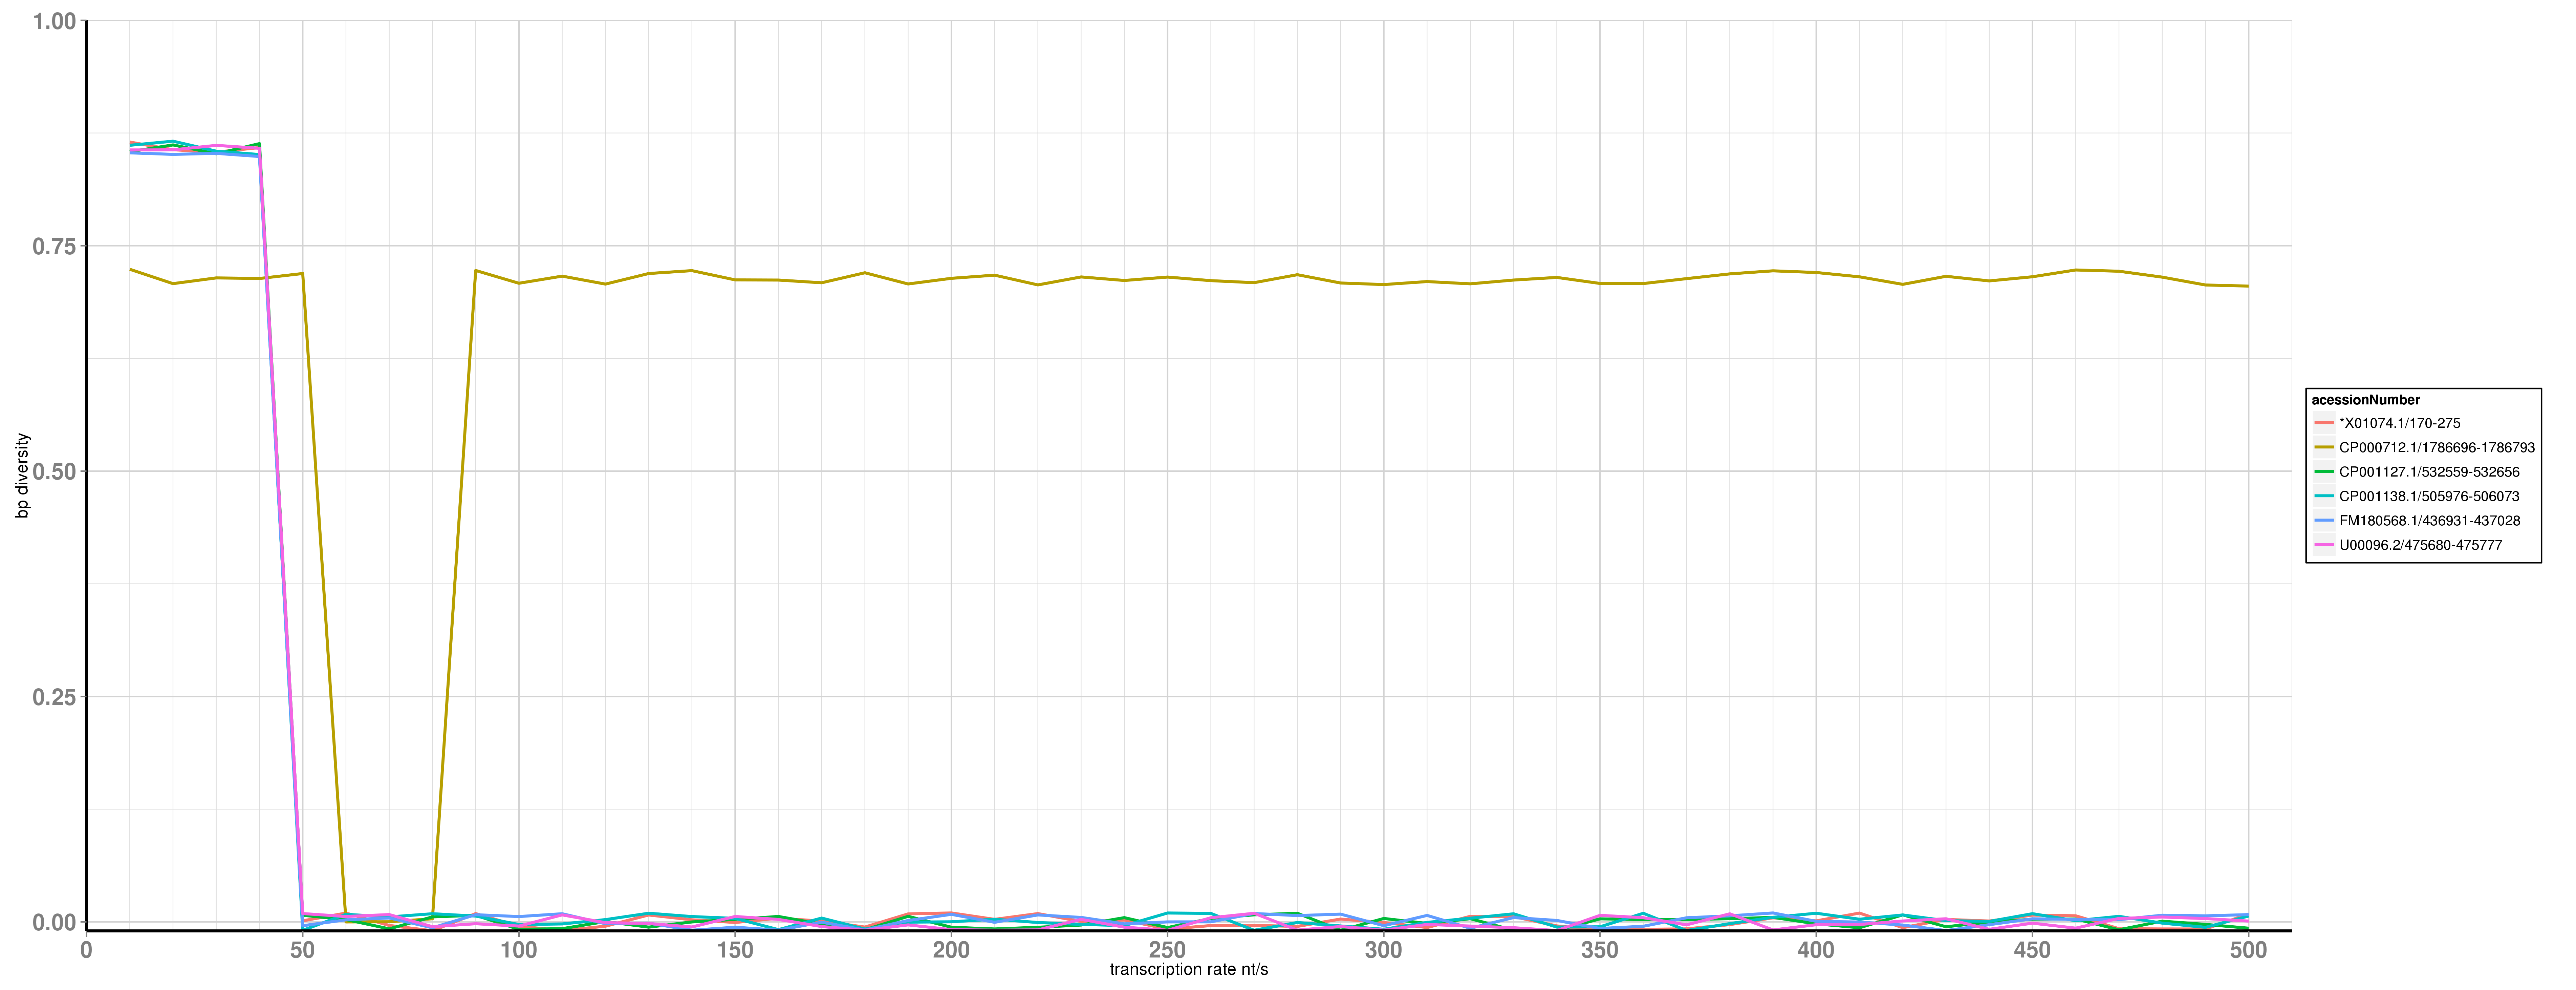 1.00
0.75
0.50
0.25
0.00
bp diversity
0 50 100 150 200 250 300 350 400 450 500
transcription rate nt/s
acessionNumber
*X01074.1/170-275
CP000712.1/1786696-1786793
CP001127.1/532559-532656
CP001138.1/505976-506073
FM180568.1/436931-437028
U00096.2/475680-475777